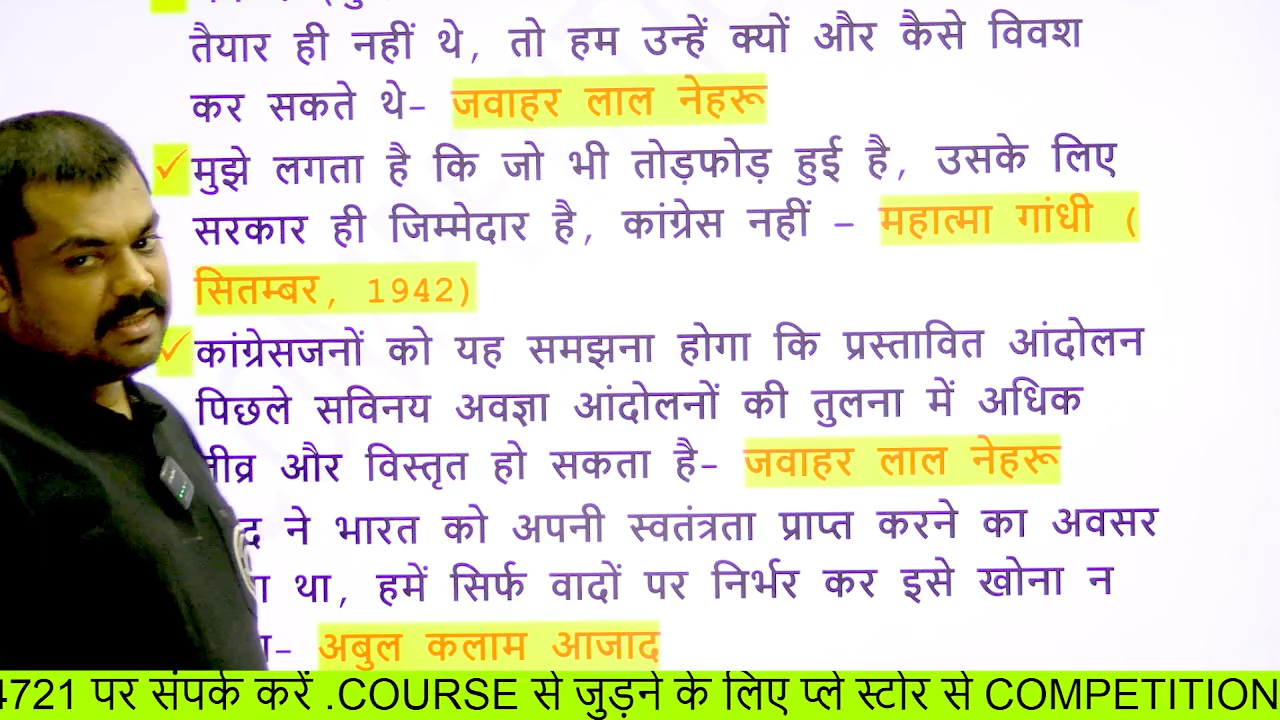 तैयार ही नहीं थे, तो हम उन्हें क्यों और कैसे विवश
कर सकते थे– जवाहर लाल नेहरू
✓मुझे लगता है कि जो भी तोड़फोड़ हुई है, उसके लिए
सरकार ही जिम्मेदार है, कांग्रेस नहीं – महात्मा गांधी (
सितम्बर, 1942)
✓कांग्रेसजनों को यह समझना होगा कि प्रस्तावित आंदोलन
पिछले सविनय अवज्ञा आंदोलनों की तुलना में अधिक
और विस्तृत हो सकता है– जवाहर लाल नेहरू
ने भारत को अपनी स्वतंत्रता प्राप्त करने का अवसर
था, हमें सिर्फ वादों पर निर्भर कर इसे खोना न
– अबुल कलाम आजाद
4721 पर संपर्क करें .COURSE से जुड़ने के लिए प्ले स्टोर से COMPETITION